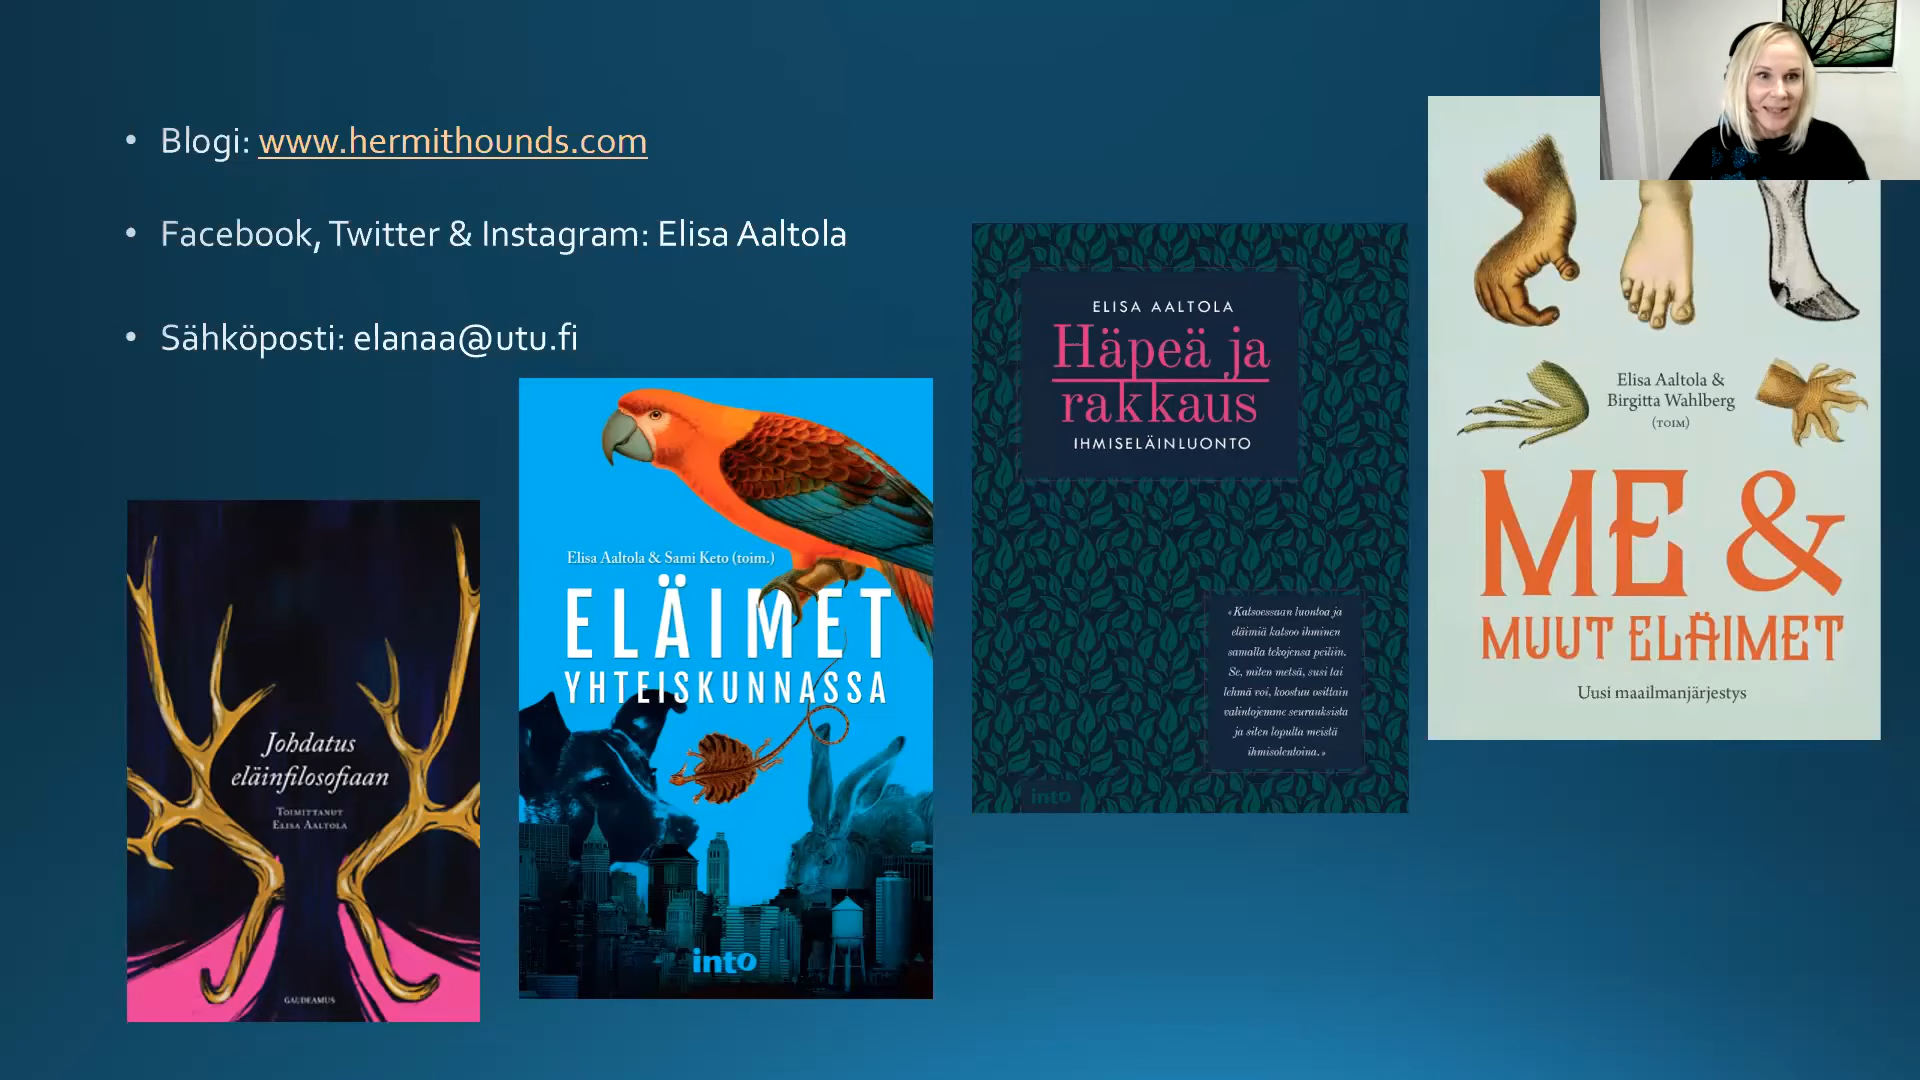 • Blogi: www.hermithounds.com
• Facebook, Twitter & Instagram: Elisa Aaltola
• Sähköposti: elanaa@utu.fi
Johdatus
eläinfilosofiaan
TOIMITTANUT
ELISA AALTOLA
GAUDEAMUS
Elisa Aaltola & Sami Keto (toim.)
ELÄIMET
YHTEISKUNNASSA
into
ELISA AALTOLA
Häpeä ja
rakkaus
IHMISELÄINLUONTO
«Katsoessaan luontoa ja
eläimiä katsoo ihminen
samalla tekojensa peiliin.
Se, miten metsä, susi tai
lehmä voi, koostuu osittain
valintojemme seurauksista
ja siten lopulta meistä
ihmisolentoina.»
into
Elisa Aaltola &
Birgitta Wahlberg
(TOIM)
ME &
MUUT ELÄIMET
Uusi maailmanjärjestys